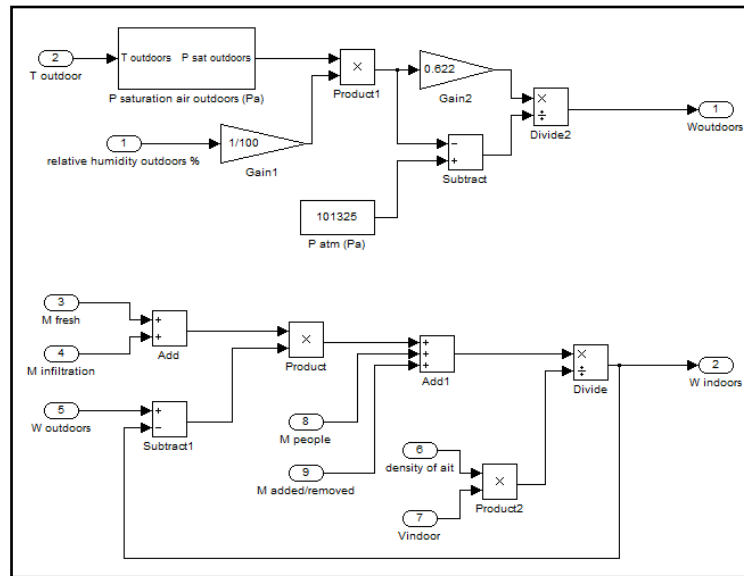 2
T outdoor
T outdoors P sat outdoors
P saturation air outdoors (Pa)
×
Product1
0.622
Gain2
×
÷
Divide2
1
Woutdoors
1
relative humidity outdoors %
1/100
Gain1
−
+
Subtract
101325
P atm (Pa)
3
M fresh
4
M infiltration
+
+
Add
×
Product
+
+
+
Add1
×
÷
Divide
2
W indoors
5
W outdoors
+
−
Subtract1
8
M people
9
M added/removed
6
density of ait
7
Vindoor
×
Product2